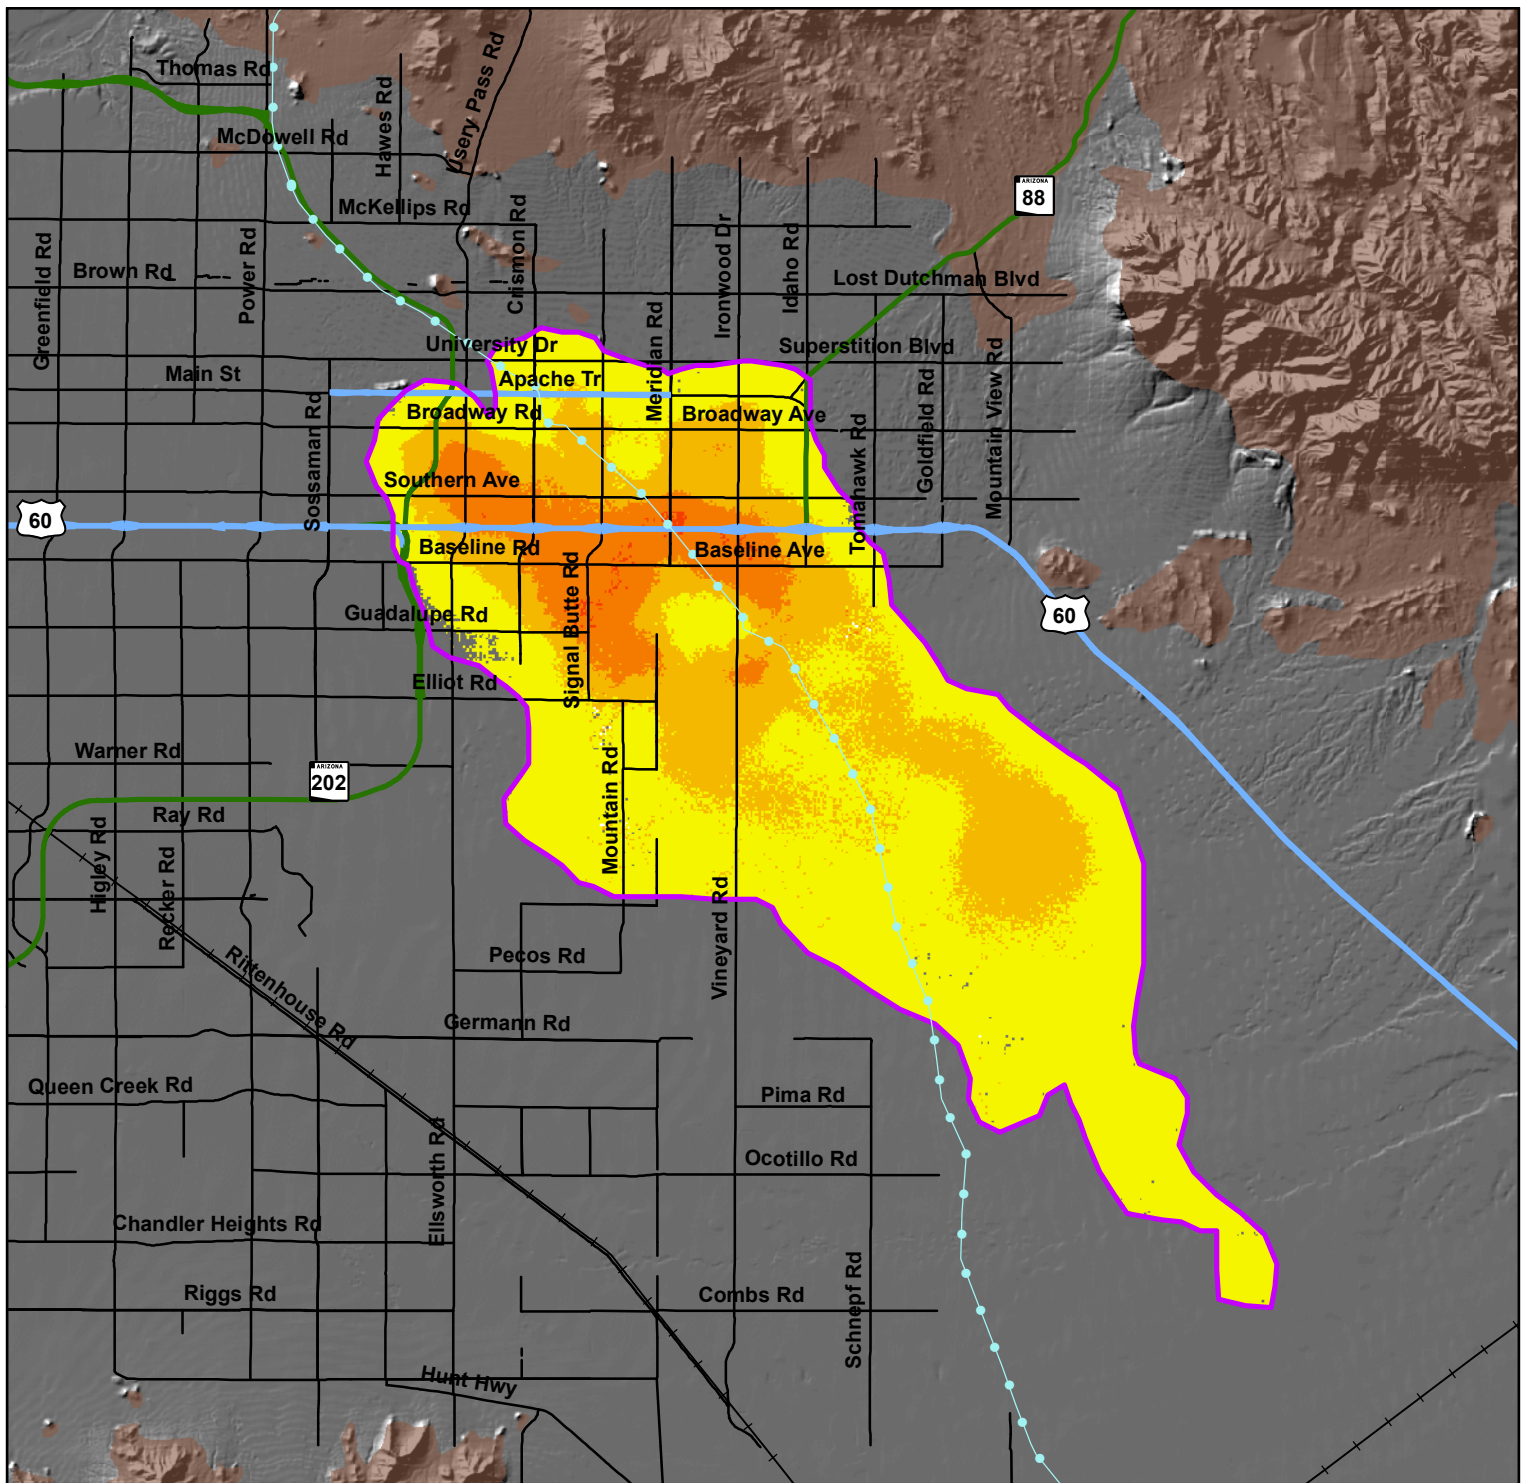 Thomas Rd
McDowell Rd
Hawes Rd
Usery Pass Rd
ARIZONA
88
McKellips Rd
Crismon Rd
Ironwood Dr
Idaho Rd
Greenfield Rd
Power Rd
Brown Rd
Lost Dutchman Blvd
Meridian Rd
University Dr
Superstition Blvd
Main St
Apache Tr
Broadway Rd
Broadway Ave
Sossaman Rd
Tomahawk Rd
Goldfield Rd
Mountain View Rd
Southern Ave
60
Baseline Rd
Baseline Ave
Signal Butte Rd
Guadalupe Rd
60
Elliot Rd
Warner Rd
ARIZONA
202
Mountain Rd
Ray Rd
Higley Rd
Recker Rd
Vineyard Rd
Pecos Rd
Rittenhouse Rd
Germann Rd
Queen Creek Rd
Pima Rd
Ellsworth Rd
Ocotillo Rd
Chandler Heights Rd
Schnepf Rd
Riggs Rd
Combs Rd
Hunt Hwy